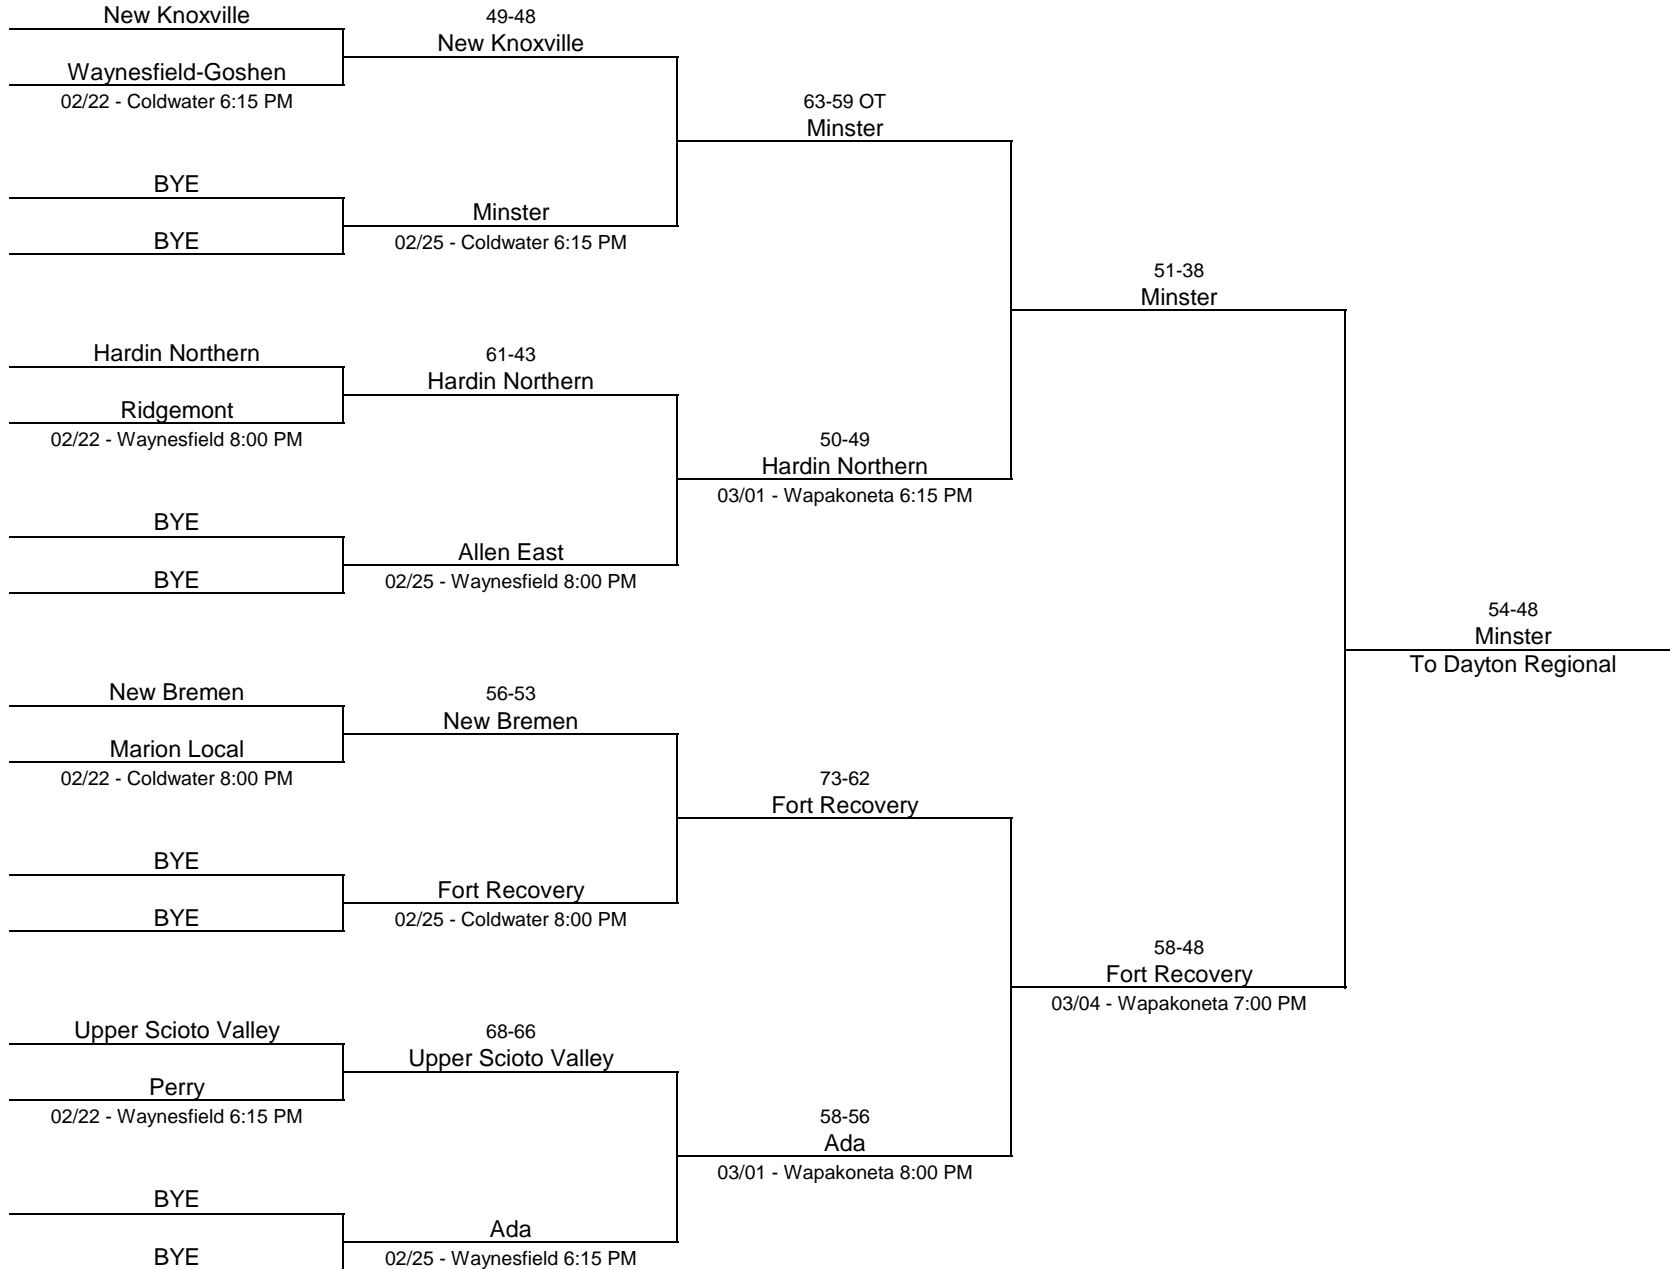 New Knoxville
49-48
New Knoxville
Waynesfield-Goshen
02/22 - Coldwater 6:15 PM
63-59 OT
Minster
BYE
Minster
BYE
02/25 - Coldwater 6:15 PM
51-38
Minster
Hardin Northern
61-43
Hardin Northern
Ridgemont
02/22 - Waynesfield 8:00 PM
50-49
Hardin Northern
03/01 - Wapakoneta 6:15 PM
BYE
Allen East
BYE
02/25 - Waynesfield 8:00 PM
54-48
Minster
To Dayton Regional
New Bremen
56-53
New Bremen
Marion Local
02/22 - Coldwater 8:00 PM
73-62
Fort Recovery
BYE
Fort Recovery
BYE
02/25 - Coldwater 8:00 PM
58-48
Fort Recovery
03/04 - Wapakoneta 7:00 PM
Upper Scioto Valley
68-66
Upper Scioto Valley
Perry
02/22 - Waynesfield 6:15 PM
58-56
Ada
03/01 - Wapakoneta 8:00 PM
BYE
Ada
BYE
02/25 - Waynesfield 6:15 PM